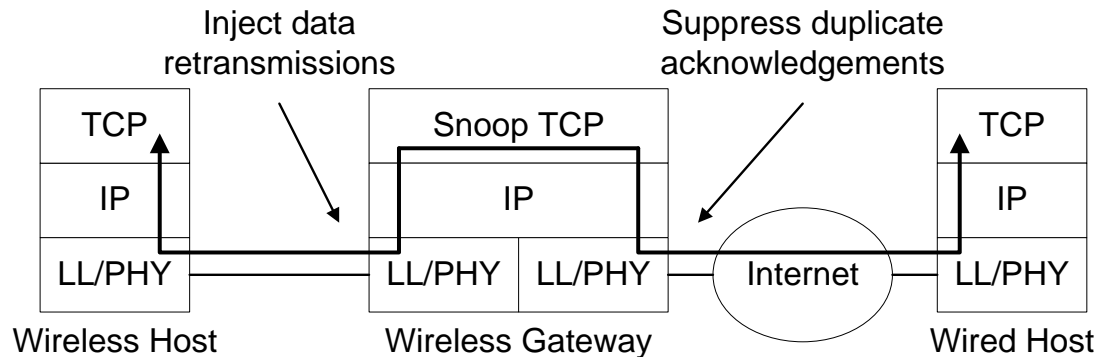 Inject data
retransmissions
Suppress duplicate
acknowledgements
TCP
Snoop TCP
TCP
IP
IP
IP
LL/PHY
LL/PHY
LL/PHY
Internet
LL/PHY
Wireless Host
Wireless Gateway
Wired Host